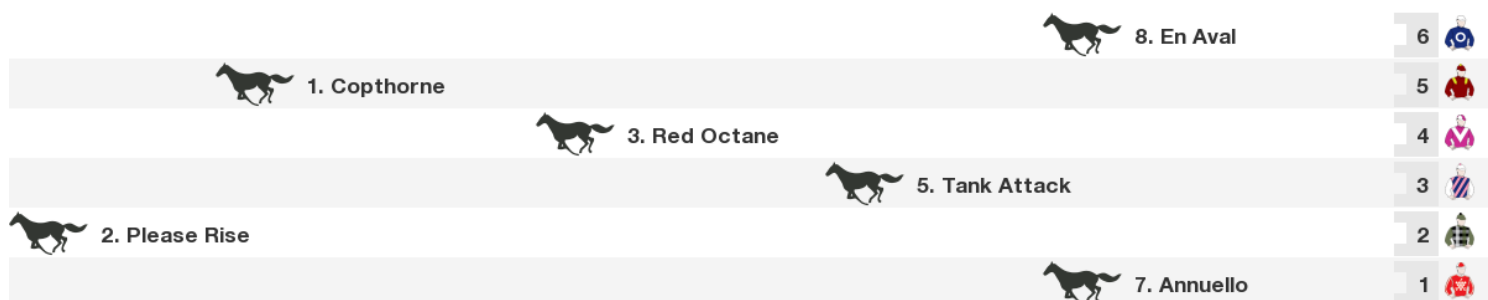 8. En Aval 6
1. Copthorne 5
3. Red Octane 4
5. Tank Attack 3
2. Please Rise 2
7. Annuello 1